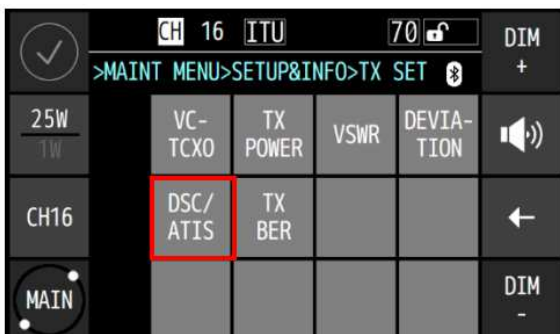 CH 16 ITU 70
DIM
+
>MAINT MENU>SETUP&INFO>TX SET
25W
1W
VC-
TCXO
TX
POWER
VSWR
DEVIA-
TION
CH16
DSC/
ATIS
TX
BER
MAIN
DIM
-